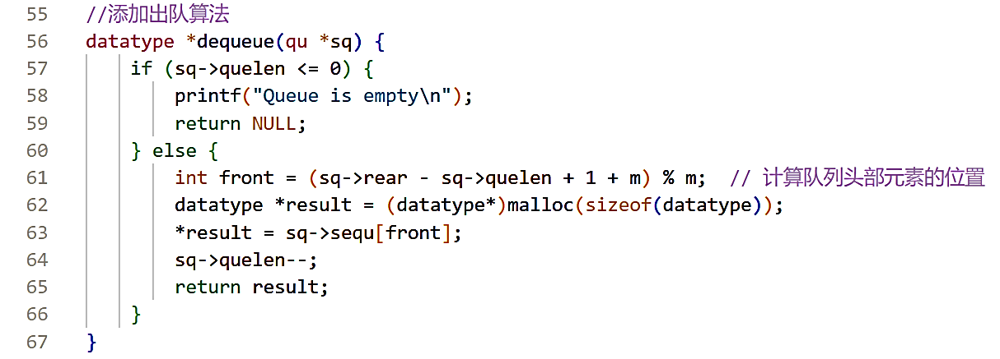 55 //添加出队算法
56 datatype *dequeue(qu *sq) {
57 if (sq->quelen <= 0) {
58 printf("Queue is empty\n");
59 return NULL;
60 } else {
61 int front = (sq->rear - sq->quelen + 1 + m) % m; // 计算队列头部元素的位置
62 datatype *result = (datatype*)malloc(sizeof(datatype));
63 *result = sq->sequ[front];
64 sq->quelen--;
65 return result;
66 }
67 }